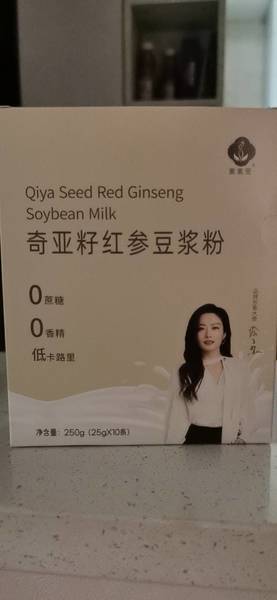 Qiya Seed Red Ginseng
Soybean Milk
奇亚籽红参豆浆粉
0蔗糖
0香精
低卡路里
净含量：250g（25gX10条）